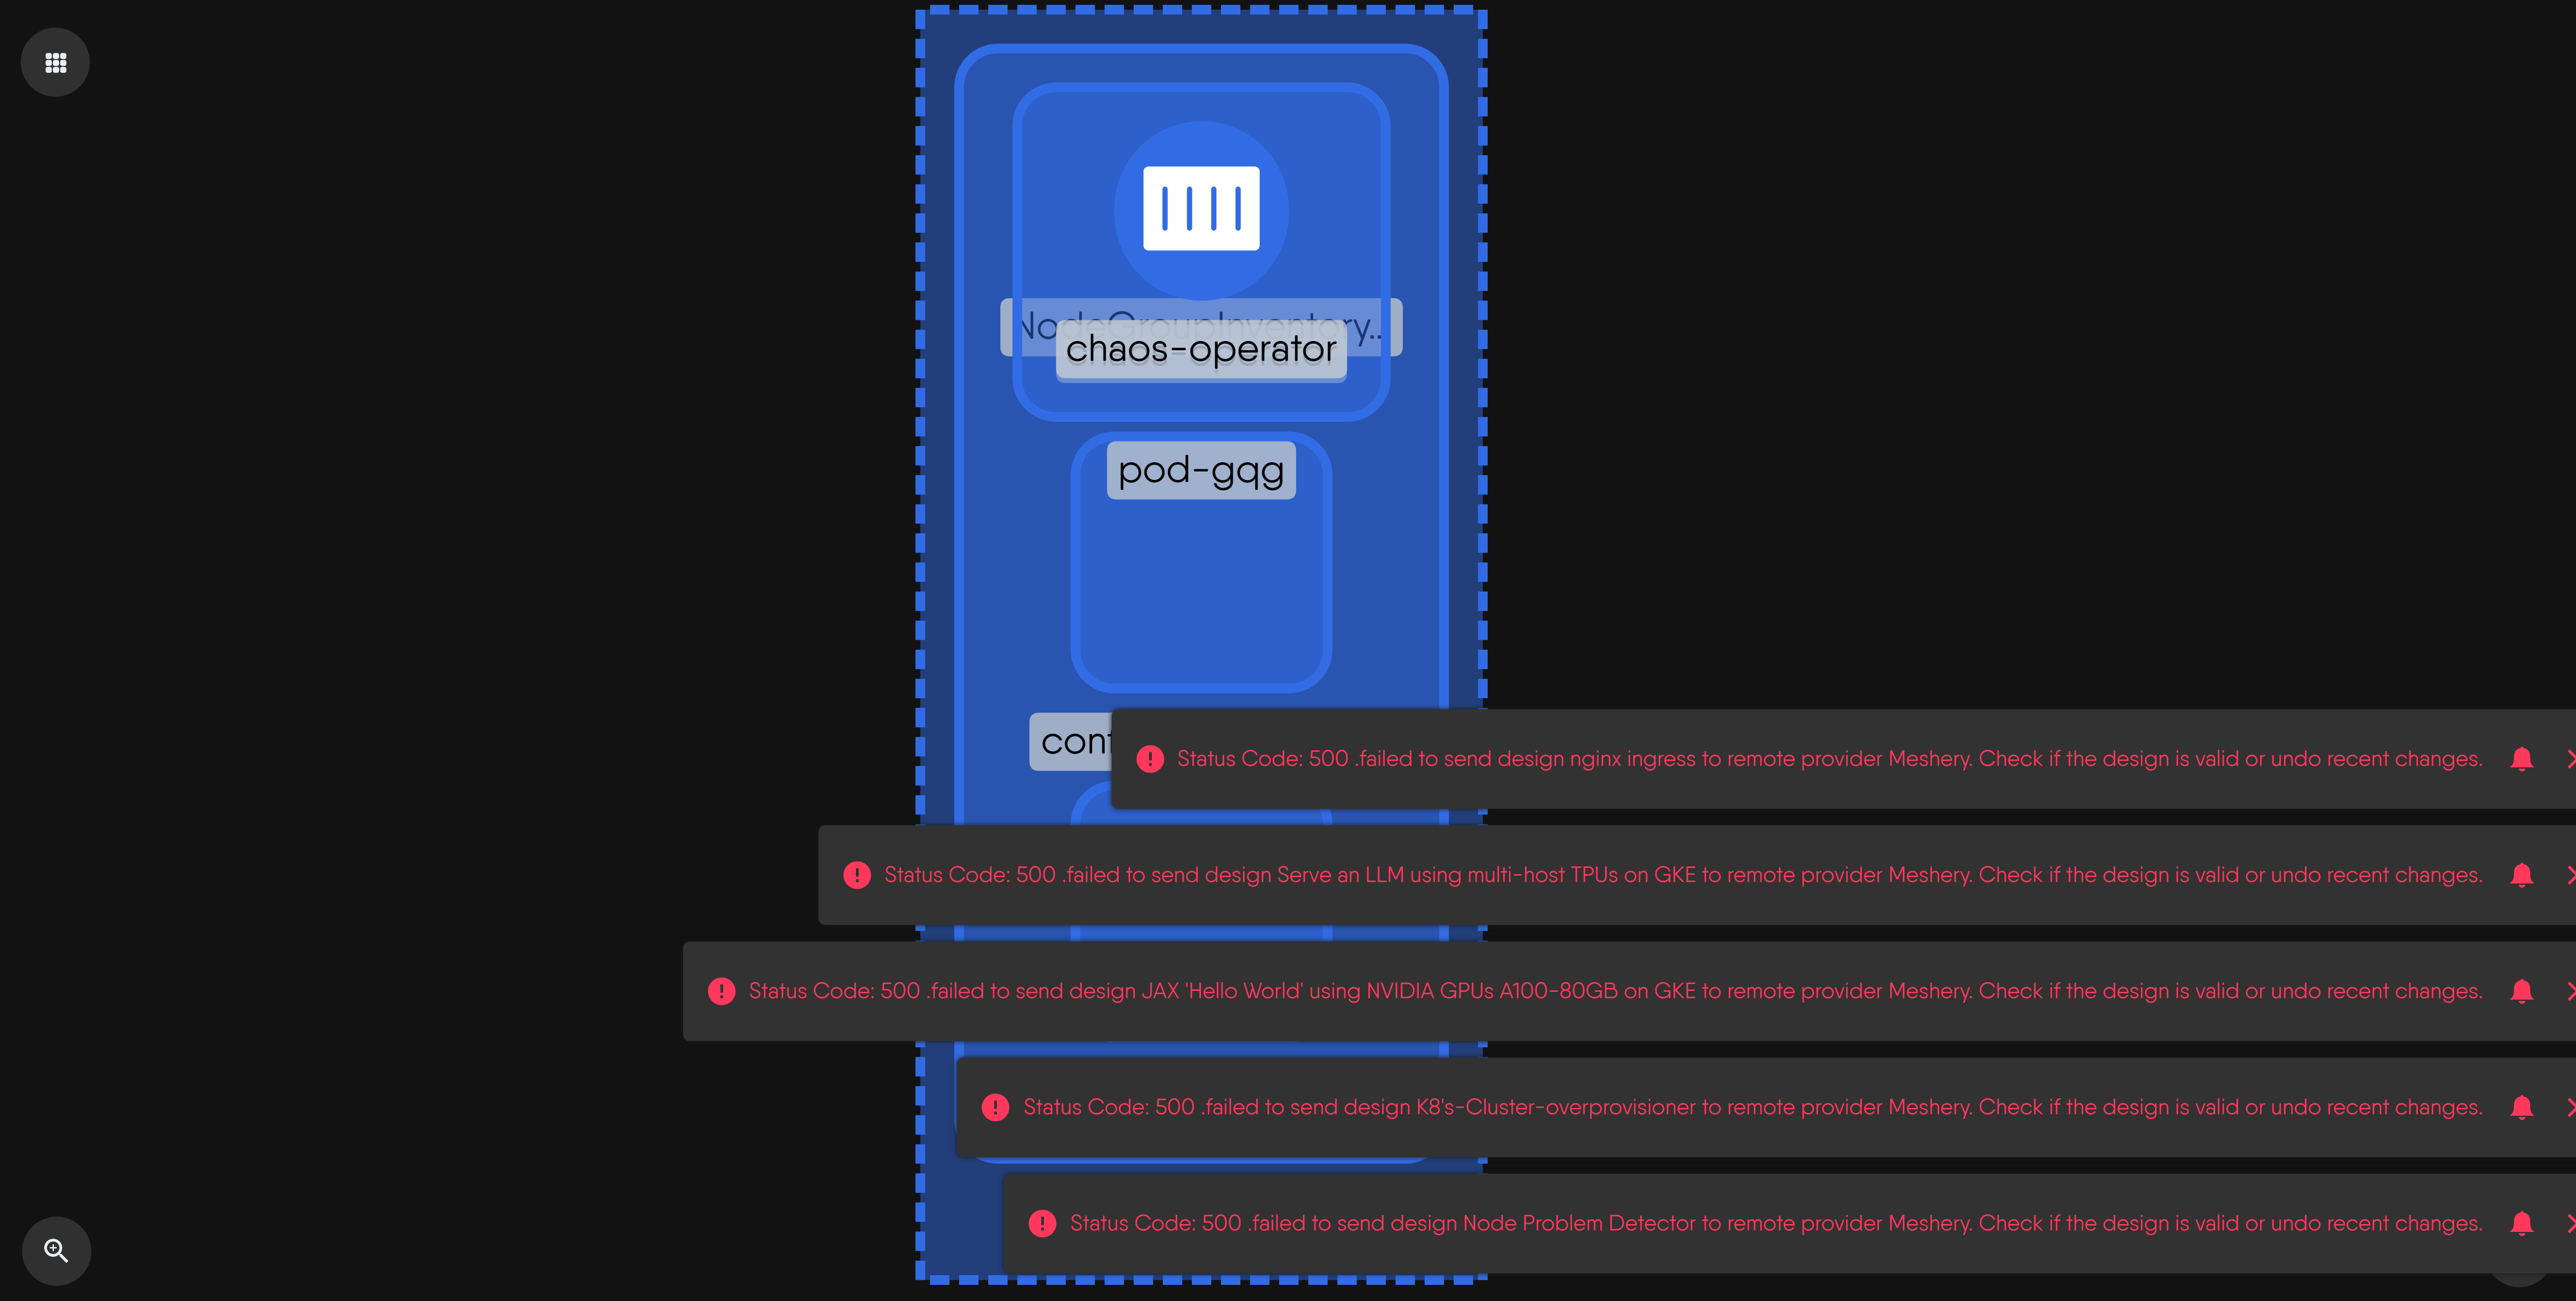 NodeGroupInventory..
chaos-operator
pod-gqg
Status Code: 500 .failed to send design nginx ingress to remote provider Meshery. Check if the design is valid or undo recent changes.
Status Code: 500 .failed to send design Serve an LLM using multi-host TPUs on GKE to remote provider Meshery. Check if the design is valid or undo recent changes.
Status Code: 500 .failed to send design JAX 'Hello World' using NVIDIA GPUs A100-80GB on GKE to remote provider Meshery. Check if the design is valid or undo recent changes.
Status Code: 500 .failed to send design K8's-Cluster-overprovisioner to remote provider Meshery. Check if the design is valid or undo recent changes.
Status Code: 500 .failed to send design Node Problem Detector to remote provider Meshery. Check if the design is valid or undo recent changes.